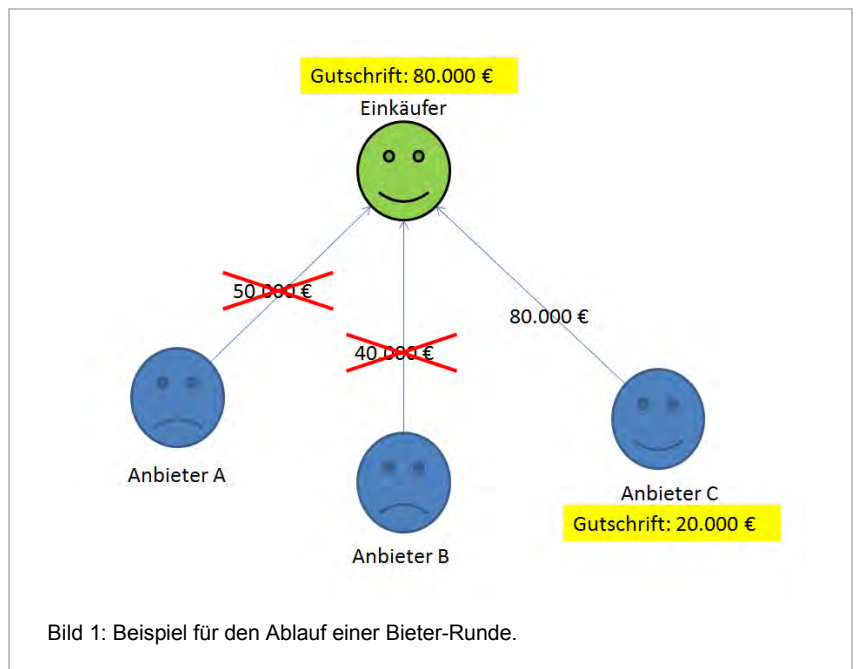 Gutschrift: 80.000 €
Einkäufer
50.000 €
80.000 €
40.000 €
Anbieter A
Anbieter C
Gutschrift: 20.000 €
Anbieter B
Bild 1: Beispiel für den Ablauf einer Bieter-Runde.